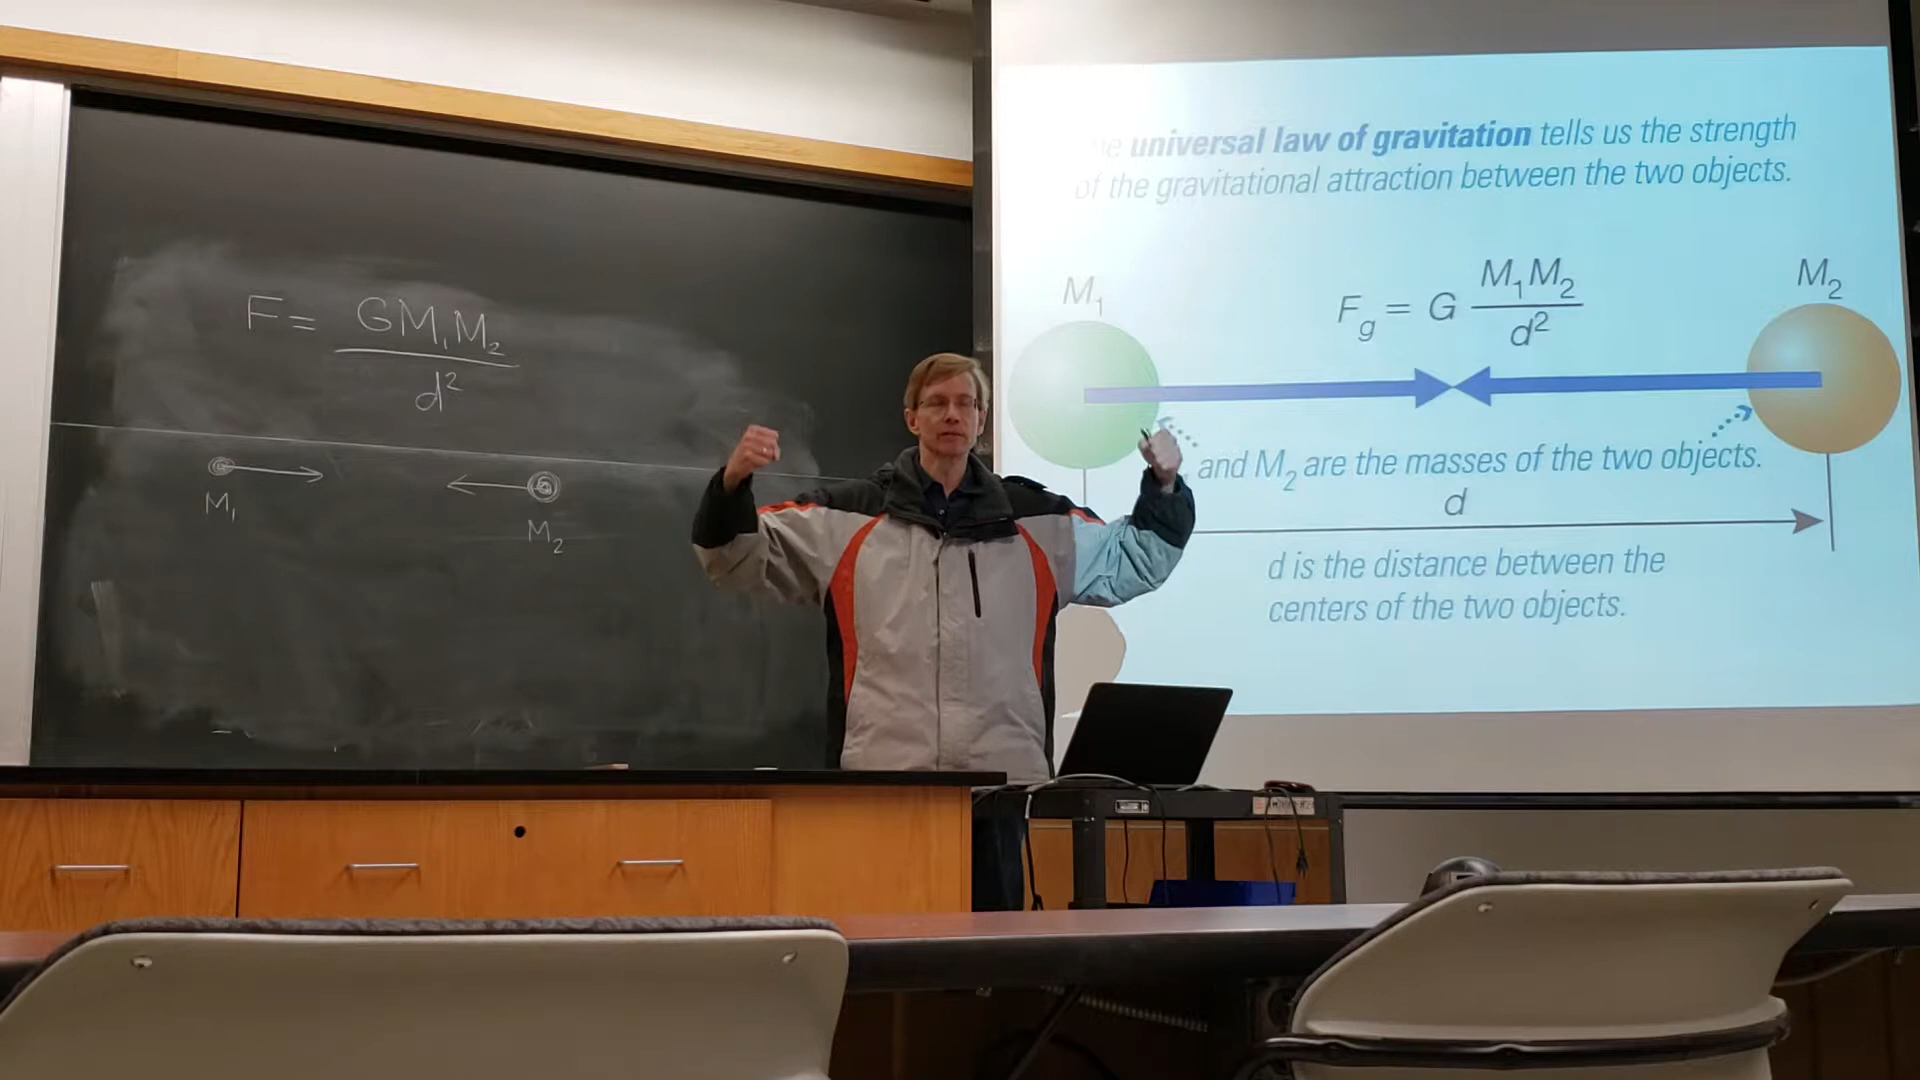 F = GM₁M₂
d²
M₁
M₂
universal law of gravitation tells us the strength
of the gravitational attraction between the two objects.
M₁
F_g = G M₁M₂
d²
M₂
and M₂ are the masses of the two objects.
d
d is the distance between the
centers of the two objects.